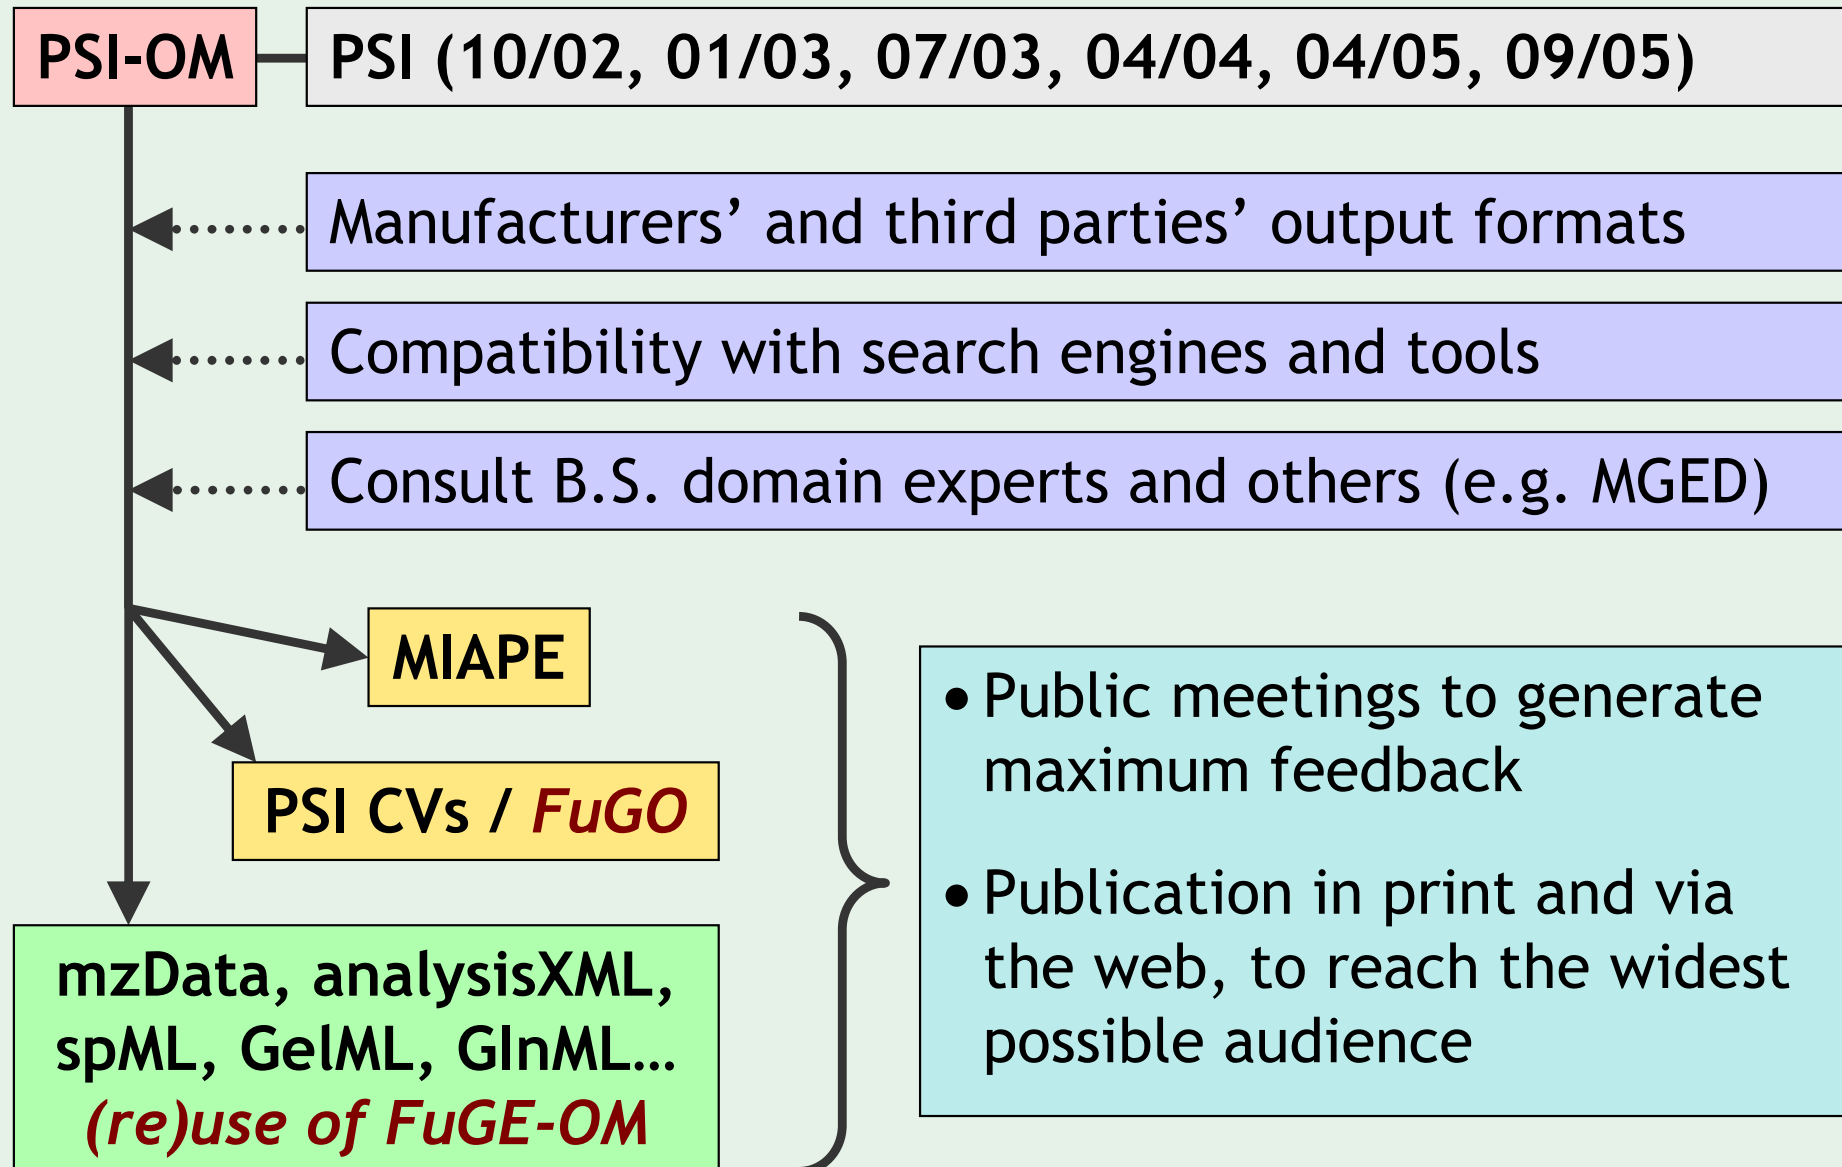 PSI-OM
PSI (10/02, 01/03, 07/03, 04/04, 04/05, 09/05)
Manufacturers’ and third parties’ output formats
Compatibility with search engines and tools
Consult B.S. domain experts and others (e.g. MGED)
MIAPE
PSI CVs / FuGO
mzData, analysisXML,
spML, GelML, GInML…
(re)use of FuGE-OM
• Public meetings to generate
maximum feedback
• Publication in print and via
the web, to reach the widest
possible audience